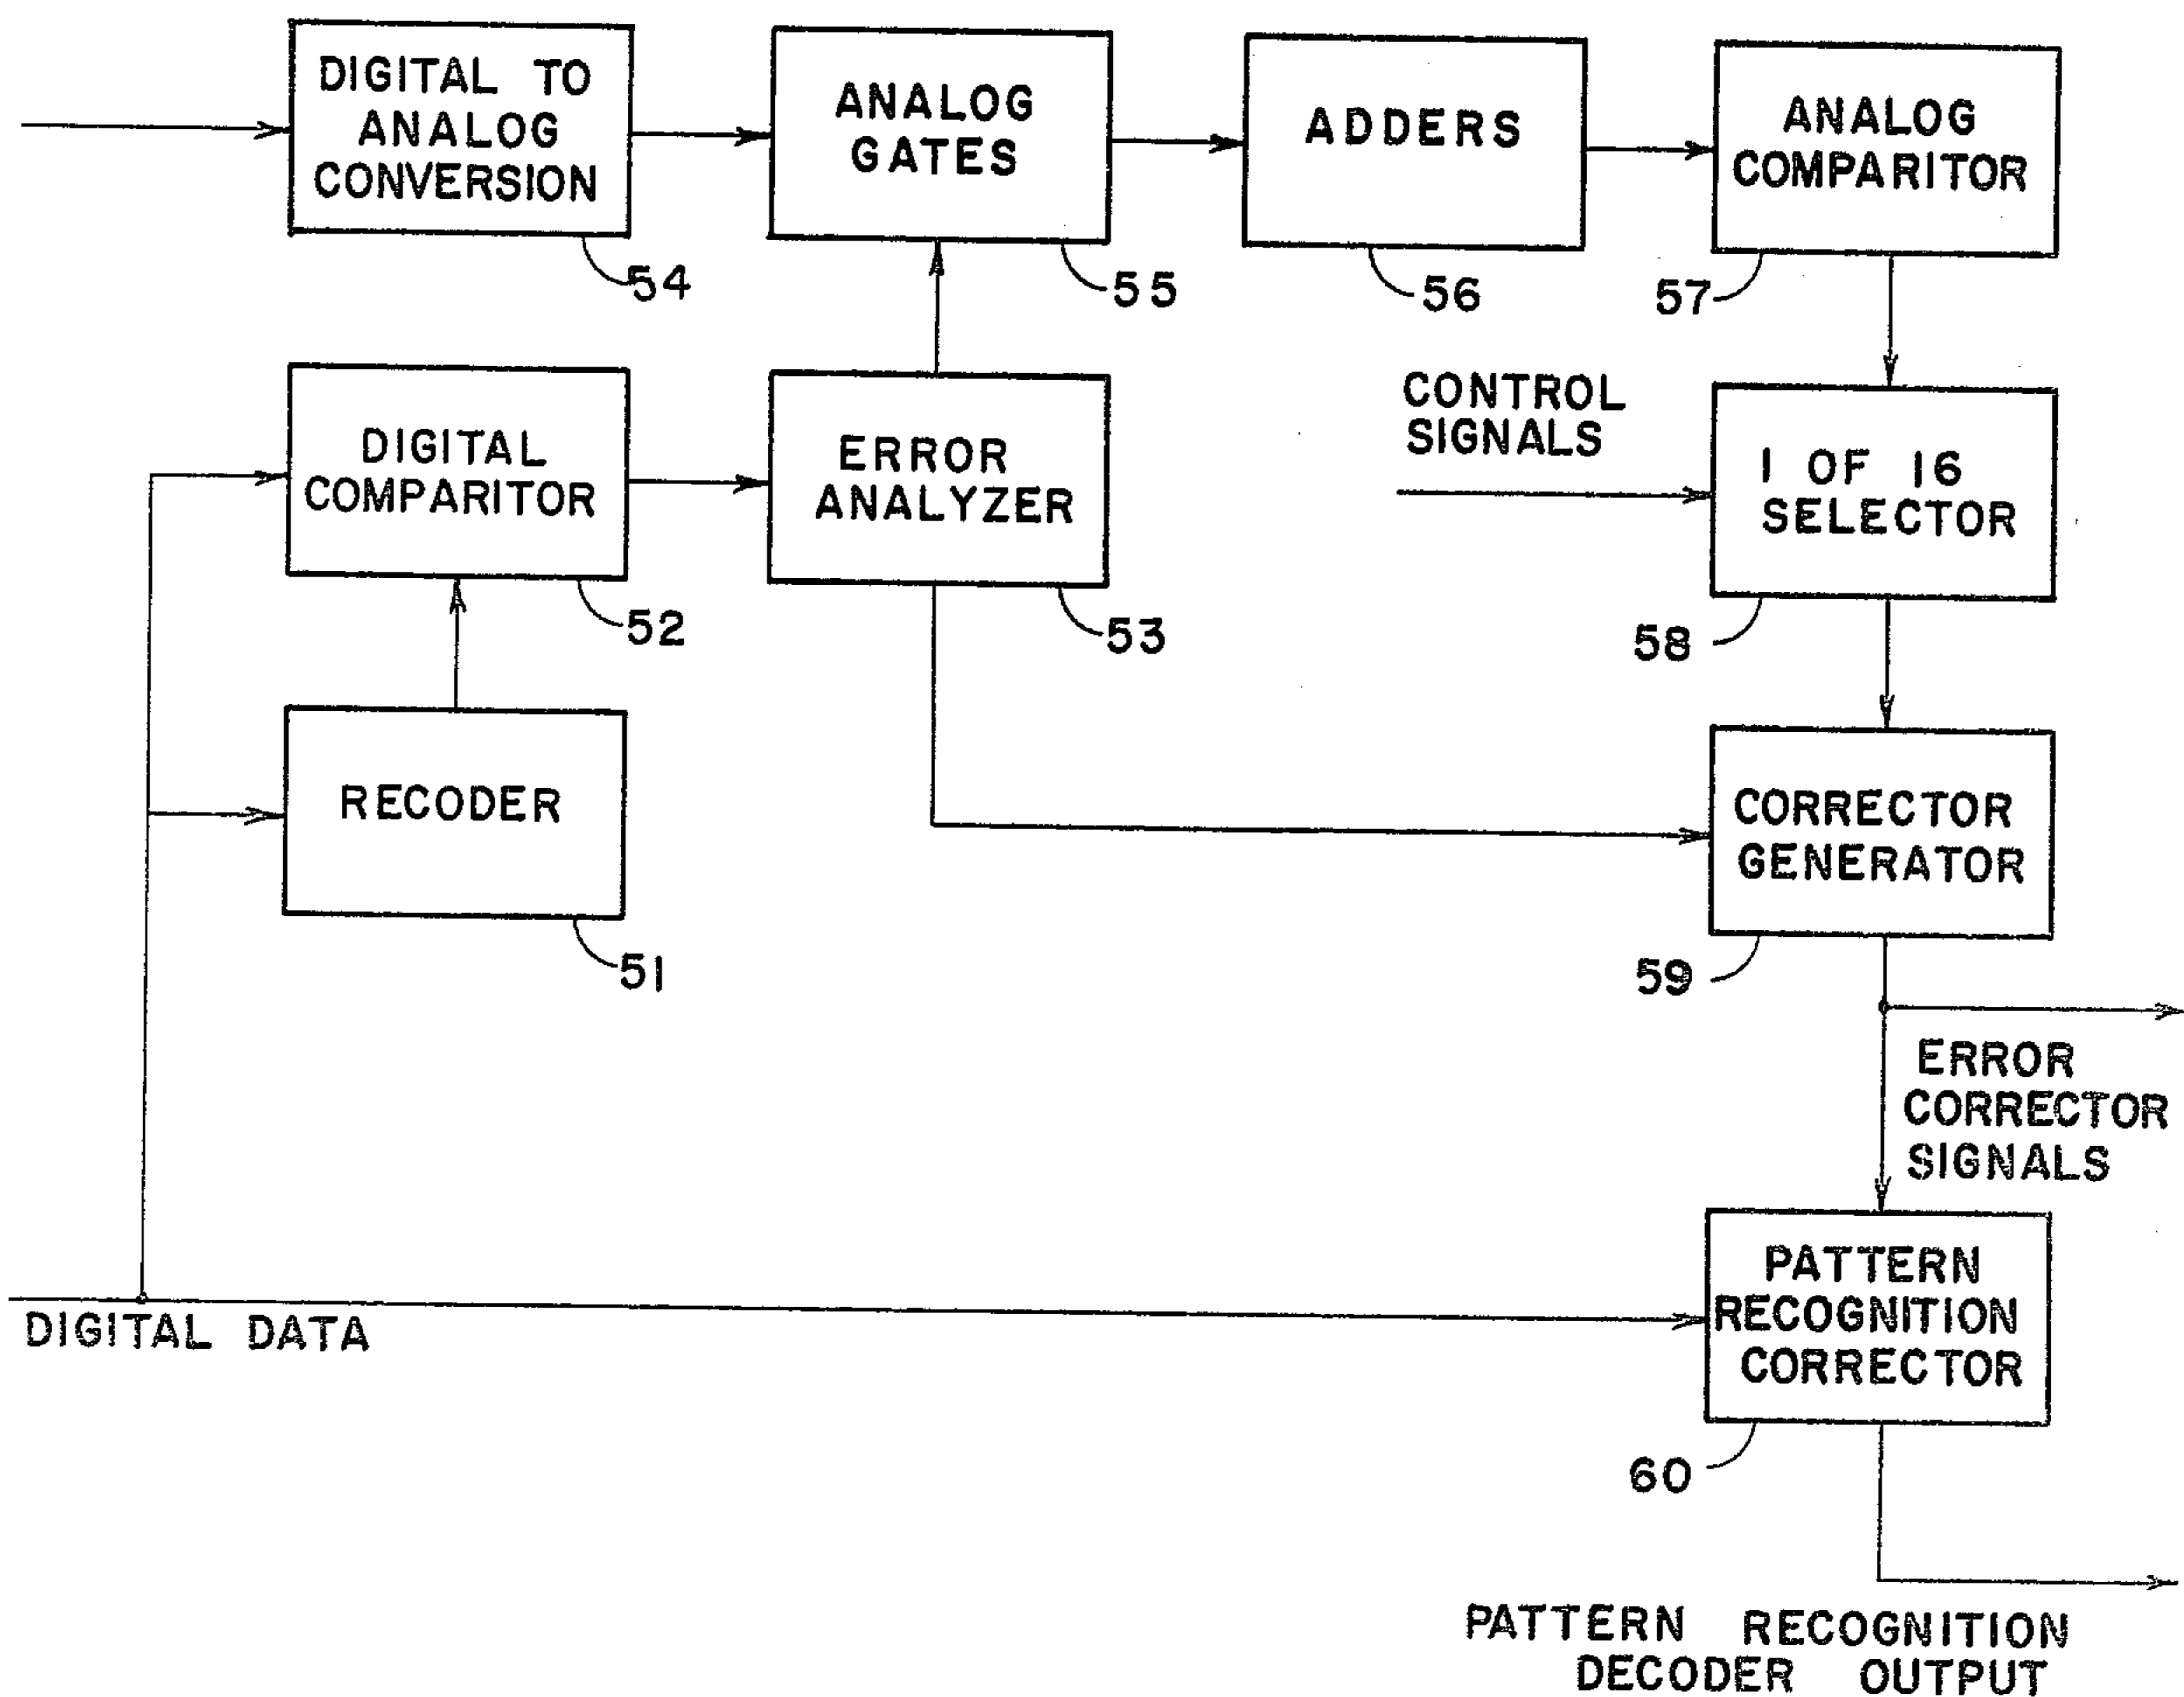 DIGITAL TO
ANALOG
CONVERSION
54
ANALOG
GATES
55
ADDERS
56
ANALOG
COMPARITOR
57
DIGITAL
COMPARITOR
52
ERROR
ANALYZER
53
CONTROL
SIGNALS
1 OF 16
SELECTOR
58
RECODER
51
CORRECTOR
GENERATOR
59
ERROR
CORRECTOR
SIGNALS
DIGITAL DATA
PATTERN
RECOGNITION
CORRECTOR
60
PATTERN RECOGNITION
DECODER OUTPUT